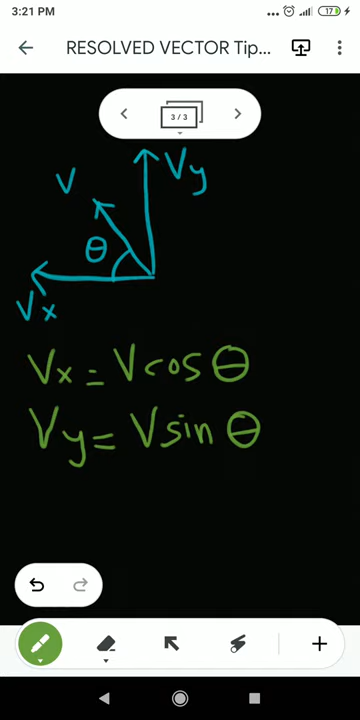 3:21 PM
17
RESOLVED VECTOR Tip...
3 / 3
V
Vy
θ
Vx
Vx = V cos θ
Vy = V sin θ